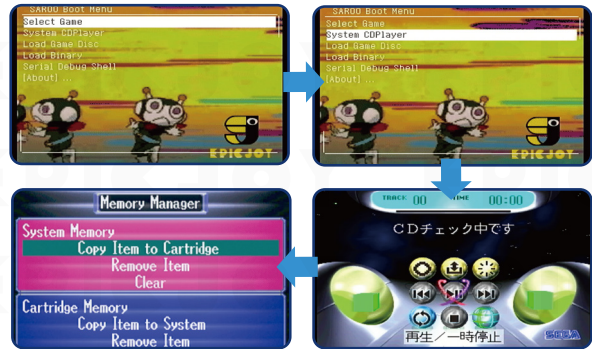 SAROO Boot Menu
Select Game
System CDPlayer
Load Game Disc
Load Binary
Serial Debug Shell
[About] ...
EPICJOY
SAROO Boot Menu
Select Game
System CDPlayer
Load Game Disc
Load Binary
Serial Debug Shell
[About] ...
EPICJOY
TRACK 00 TIME 00:00
CDチェック中です
再生/一時停止
SEGA
Memory Manager
System Memory
Copy Item to Cartridge
Remove Item
Clear
Cartridge Memory
Copy Item to System
Remove Item